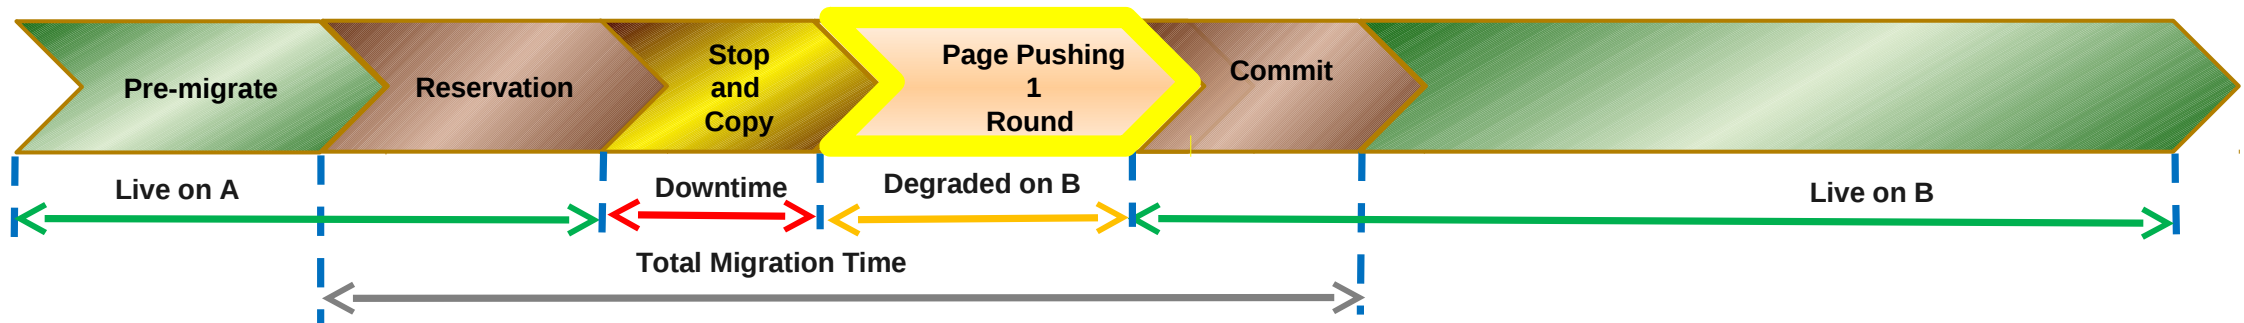 Pre-migrate
Reservation
Stop
and
Copy
Page Pushing
1
Round
Commit
Live on A
Downtime
Degraded on B
Live on B
Total Migration Time